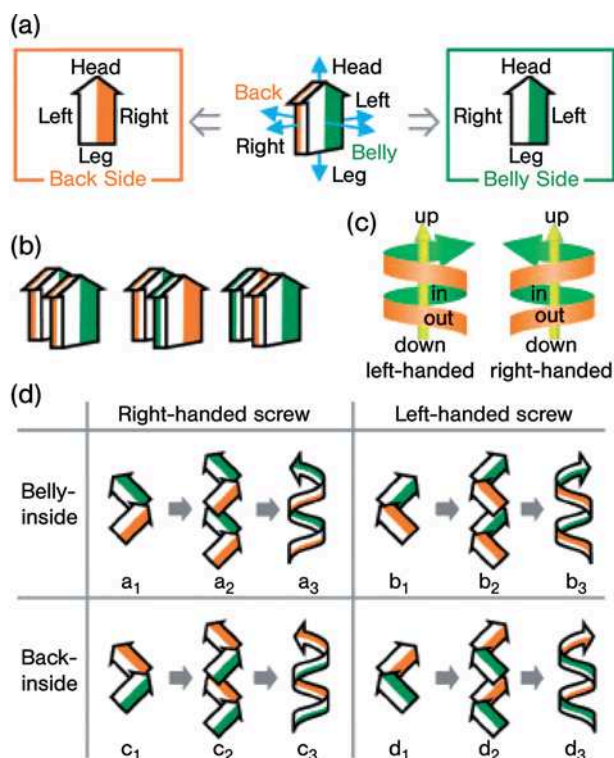 (a)
Head
Left Right
Leg
Back Side
Head
Back Left
Right Belly
Leg
Head
Right Left
Leg
Belly Side
(b)
(c)
up up
in in
out out
down down
left-handed right-handed
(d)
Right-handed screw Left-handed screw
Belly-
inside
a1 a2 a3 b1 b2 b3
Back-
inside
c1 c2 c3 d1 d2 d3